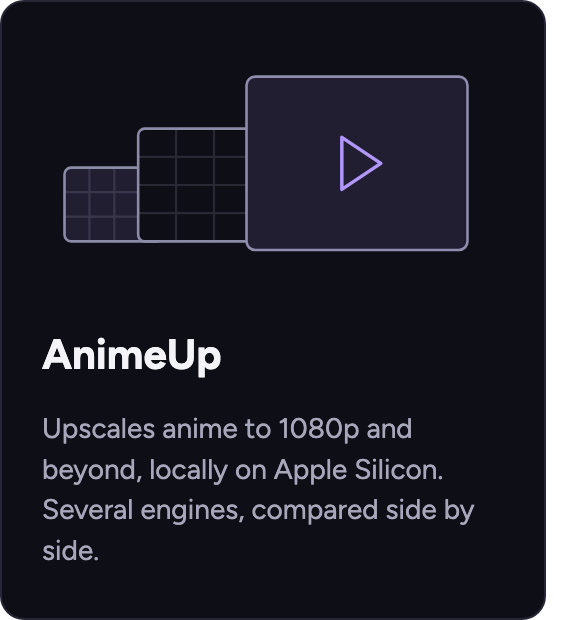 AnimeUp
Upscales anime to 1080p and
beyond, locally on Apple Silicon.
Several engines, compared side by
side.